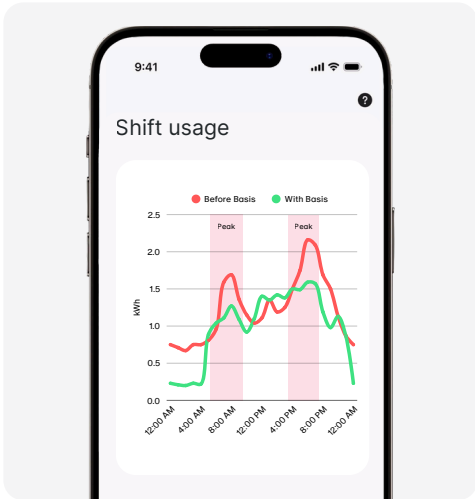 9:41
?
Shift usage
Before Basis With Basis
2.5
Peak Peak
2.0
1.5
kWh
1.0
0.5
0.0
12:00 AM 4:00 AM 8:00 AM 12:00 PM 4:00 PM 8:00 PM 12:00 AM